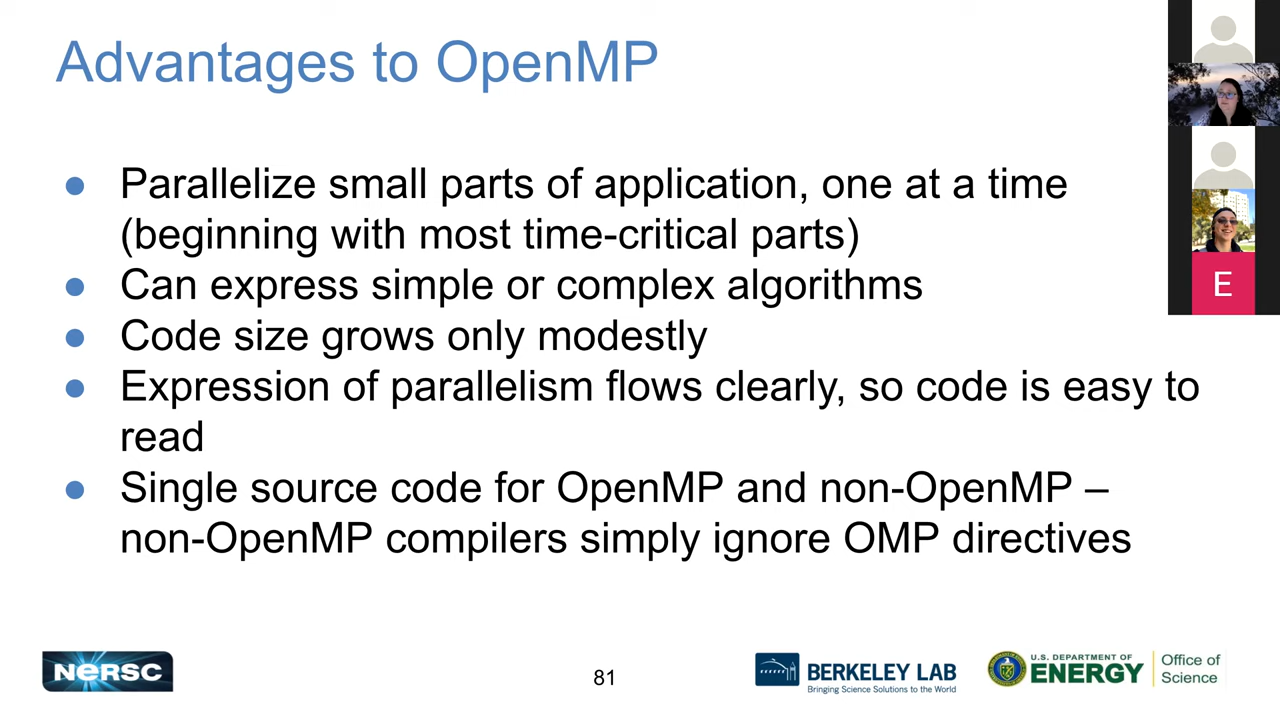 Advantages to OpenMP
● Parallelize small parts of application, one at a time
(beginning with most time-critical parts)
● Can express simple or complex algorithms
● Code size grows only modestly
● Expression of parallelism flows clearly, so code is easy to
read
● Single source code for OpenMP and non-OpenMP –
non-OpenMP compilers simply ignore OMP directives
E
NERSC
81
BERKELEY LAB
Bringing Science Solutions to the World
U.S. DEPARTMENT OF
ENERGY
Office of
Science